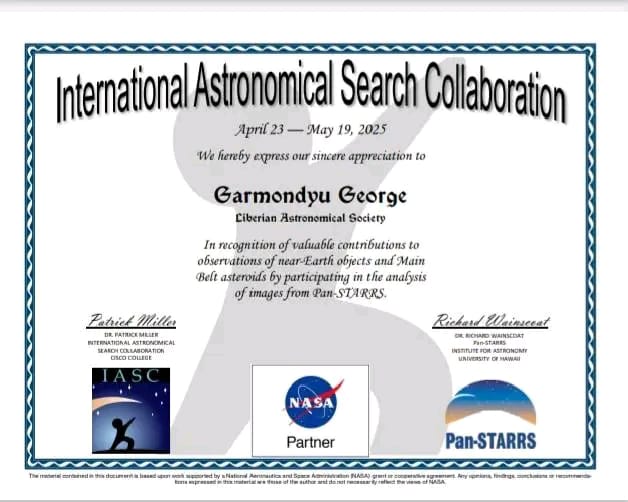 International Astronomical Search Collaboration
April 23 — May 19, 2025
We hereby express our sincere appreciation to
Garmondyu George
Liberian Astronomical Society
In recognition of valuable contributions to
observations of near-Earth objects and Main
Belt asteroids by participating in the analysis
of images from Pan-STARRS.
Patrick Miller
DR. PATRICK MILLER
INTERNATIONAL ASTRONOMICAL
SEARCH COLLABORATION
CISCO COLLEGE
Richard Wainscoat
DR. RICHARD WAINSCOAT
Pan-STARRS
INSTITUTE FOR ASTRONOMY
UNIVERSITY OF HAWAII
IASC
NASA
Partner
Pan-STARRS
The material contained in this document is based upon work supported by a National Aeronautics and Space Administration (NASA) grant or cooperative agreement. Any opinions, findings, conclusions or recommenda-
tions expressed in this material are those of the author and do not necessarily reflect the views of NASA.